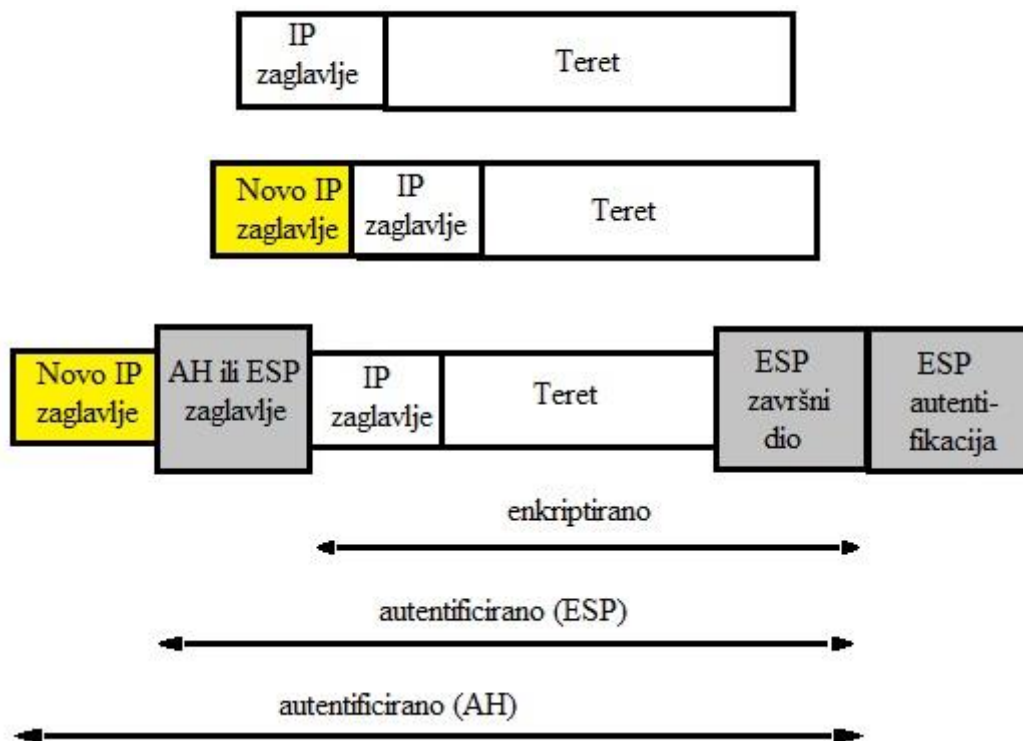 IP
zaglavlje
Teret
Novo IP
zaglavlje
IP
zaglavlje
Teret
Novo IP
zaglavlje
AH ili ESP
zaglavlje
IP
zaglavlje
Teret
ESP
završni
dio
ESP
autenti-
fikacija
enkriptirano
autentificirano (ESP)
autentificirano (AH)